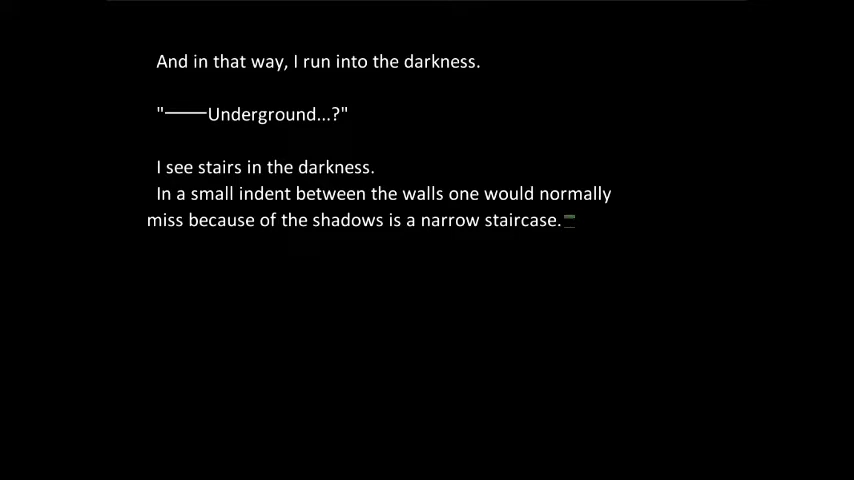 And in that way, I run into the darkness.
"───Underground...?"
I see stairs in the darkness.
In a small indent between the walls one would normally
miss because of the shadows is a narrow staircase.